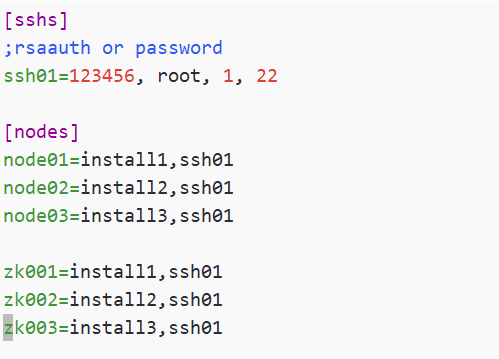 [sshs]
;rsaauth or password
ssh01=123456, root, 1, 22
[nodes]
node01=install1,ssh01
node02=install2,ssh01
node03=install3,ssh01
zk001=install1,ssh01
zk002=install2,ssh01
zk003=install3,ssh01